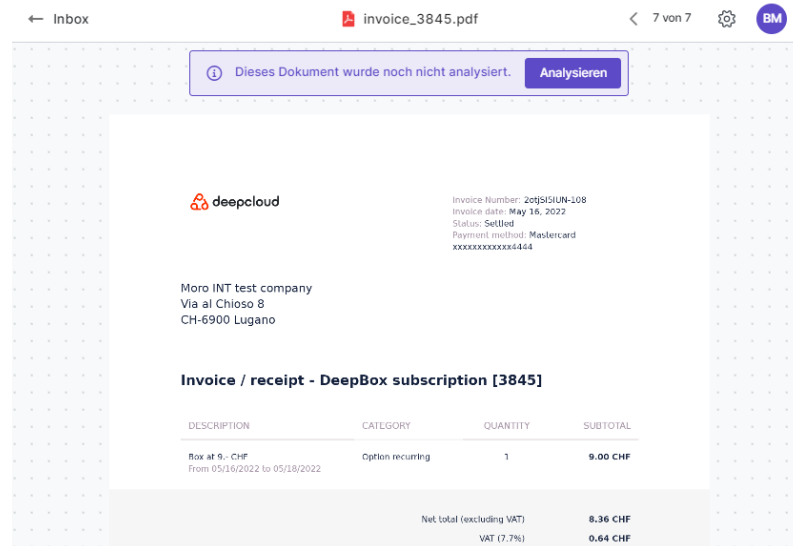 ← Inbox
invoice_3845.pdf
7 von 7
BM
Dieses Dokument wurde noch nicht analysiert.
Analysieren
deepcloud
Invoice Number: 2otjSI5IUN-108
Invoice date: May 16, 2022
Status: Settled
Payment method: Mastercard
xxxxxxxxxxxx4444
Moro INT test company
Via al Chioso 8
CH-6900 Lugano
Invoice / receipt - DeepBox subscription [3845]
DESCRIPTION CATEGORY QUANTITY SUBTOTAL
Box at 9.- CHF Option recurring 1 9.00 CHF
From 05/16/2022 to 05/18/2022
Net total (excluding VAT) 8.36 CHF
VAT (7.7%) 0.64 CHF